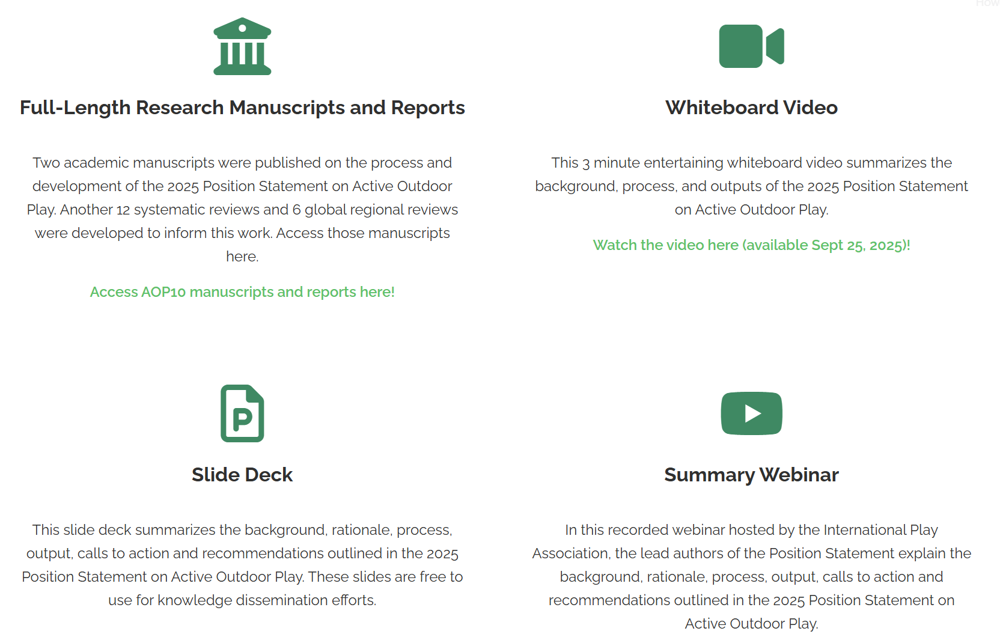 How
Full-Length Research Manuscripts and Reports
Two academic manuscripts were published on the process and
development of the 2025 Position Statement on Active Outdoor
Play. Another 12 systematic reviews and 6 global regional reviews
were developed to inform this work. Access those manuscripts
here.
Access AOP10 manuscripts and reports here!
Whiteboard Video
This 3 minute entertaining whiteboard video summarizes the
background, process, and outputs of the 2025 Position Statement
on Active Outdoor Play.
Watch the video here (available Sept 25, 2025)!
P
Slide Deck
This slide deck summarizes the background, rationale, process,
output, calls to action and recommendations outlined in the 2025
Position Statement on Active Outdoor Play. These slides are free to
use for knowledge dissemination efforts.
Summary Webinar
In this recorded webinar hosted by the International Play
Association, the lead authors of the Position Statement explain the
background, rationale, process, output, calls to action and
recommendations outlined in the 2025 Position Statement on
Active Outdoor Play.